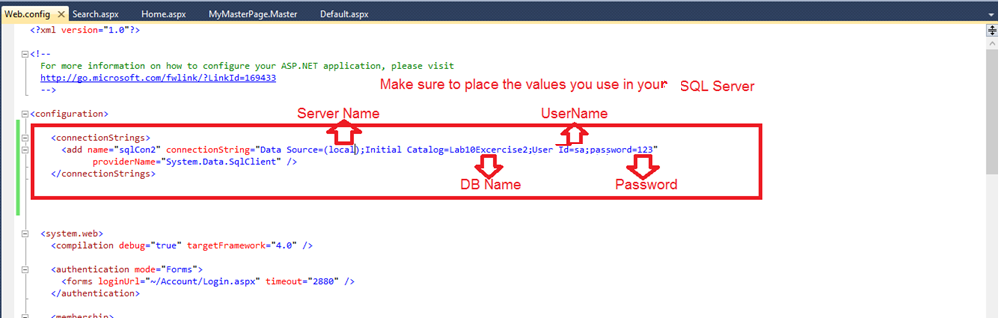 Web.config Search.aspx Home.aspx MyMasterPage.Master Default.aspx
<?xml version="1.0"?>
<!--
For more information on how to configure your ASP.NET application, please visit
http://go.microsoft.com/fwlink/?LinkId=169433
-->
Make sure to place the values you use in your SQL Server
<configuration>
Server Name UserName
<connectionStrings>
<add name="sqlCon2" connectionString="Data Source=(local);Initial Catalog=Lab10Excercise2;User Id=sa;password=123"
providerName="System.Data.SqlClient" />
</connectionStrings>
DB Name Password
<system.web>
<compilation debug="true" targetFramework="4.0" />
<authentication mode="Forms">
<forms loginUrl="~/Account/Login.aspx" timeout="2880" />
</authentication>
<membership>